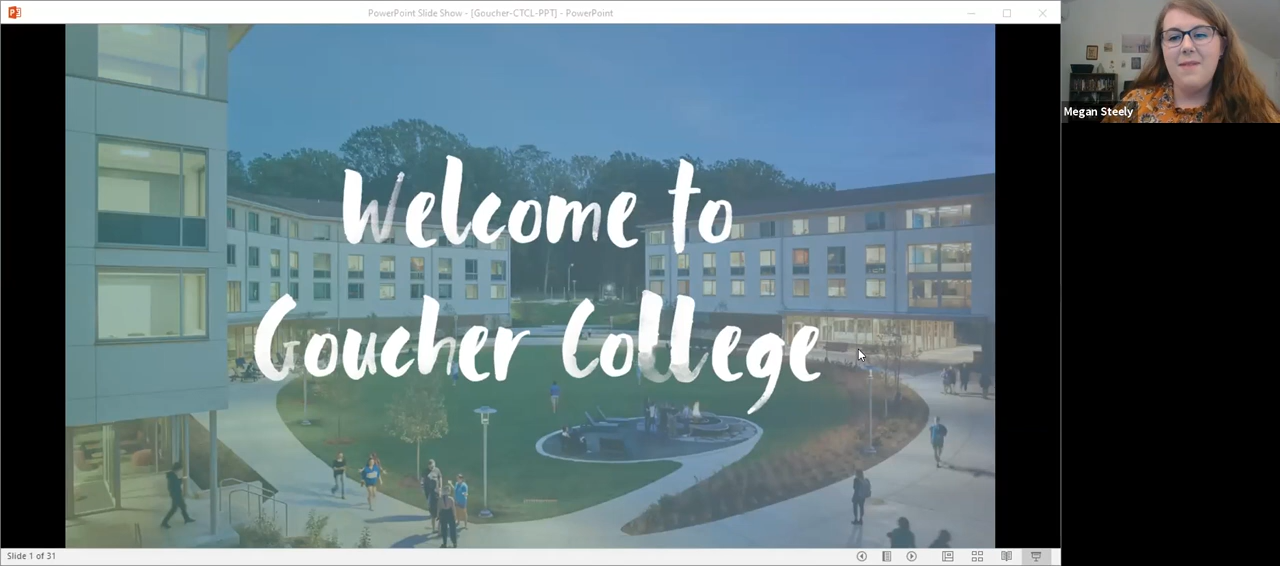 PowerPoint Slide Show - [Goucher-CTCL-PPT] - PowerPoint
Megan Steely
Welcome to
Goucher College
Slide 1 of 31